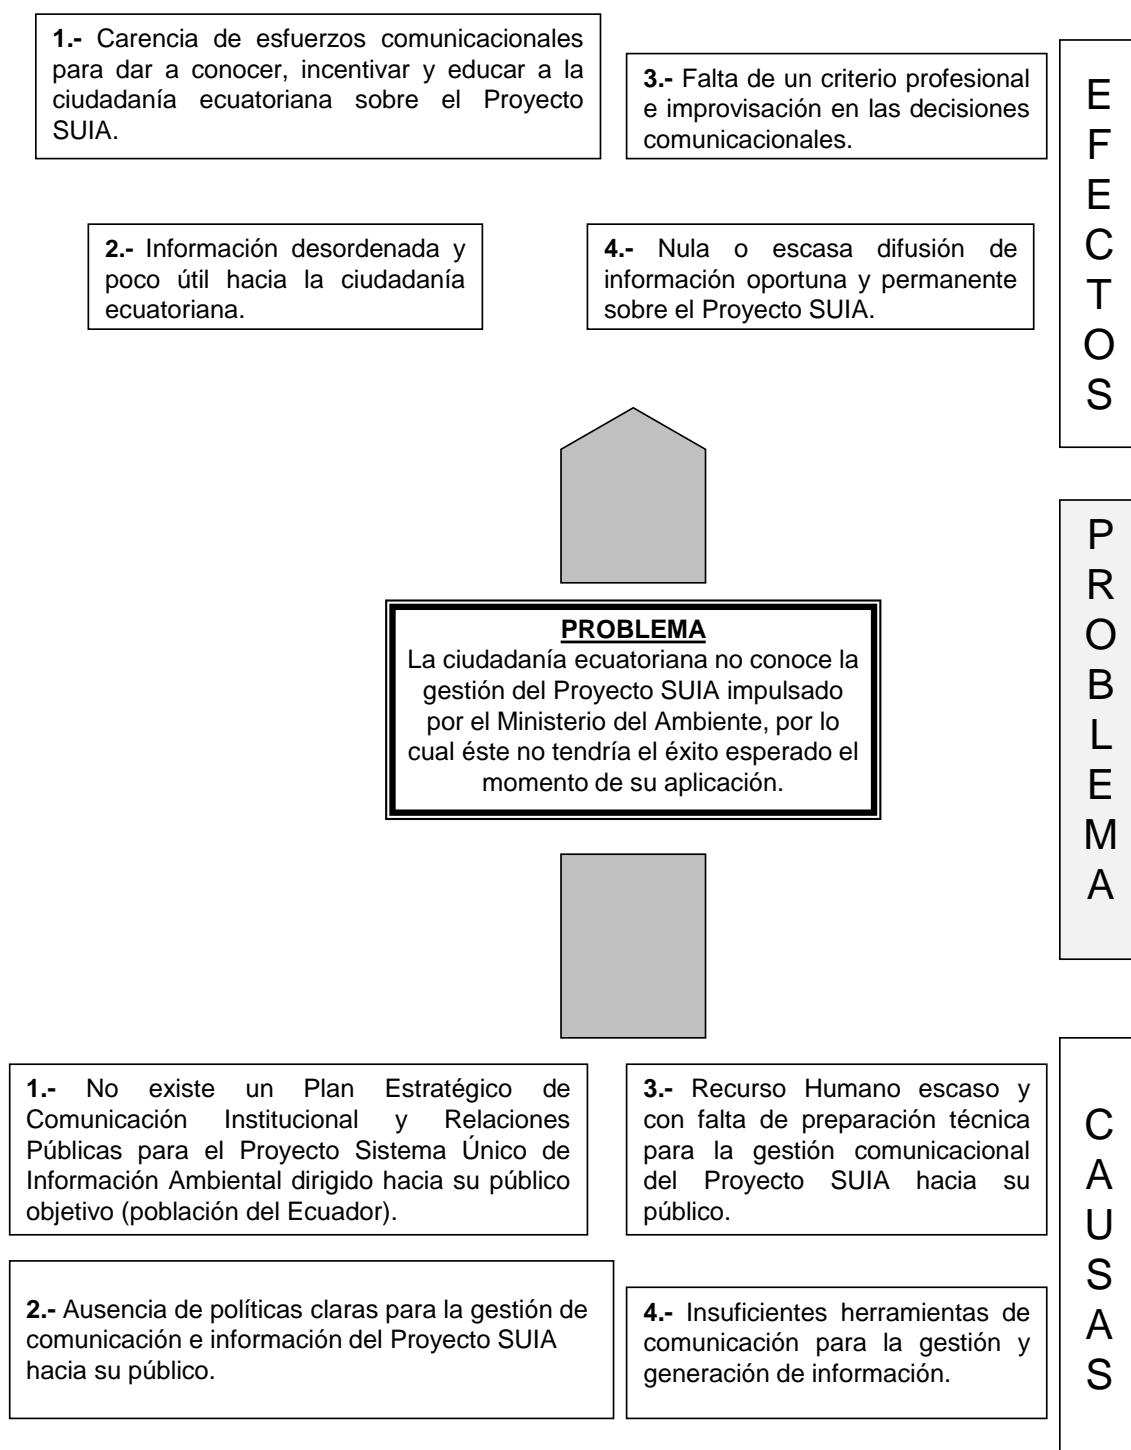 1.- Carencia de esfuerzos comunicacionales
para dar a conocer, incentivar y educar a la
ciudadanía ecuatoriana sobre el Proyecto
SUIA.
3.- Falta de un criterio profesional
e improvisación en las decisiones
comunicacionales.
2.- Información desordenada y
poco útil hacia la ciudadanía
ecuatoriana.
4.- Nula o escasa difusión de
información oportuna y permanente
sobre el Proyecto SUIA.
E
F
E
C
T
O
S
PROBLEMA
La ciudadanía ecuatoriana no conoce la
gestión del Proyecto SUIA impulsado
por el Ministerio del Ambiente, por lo
cual éste no tendría el éxito esperado el
momento de su aplicación.
P
R
O
B
L
E
M
A
1.- No existe un Plan Estratégico de
Comunicación Institucional y Relaciones
Públicas para el Proyecto Sistema Único de
Información Ambiental dirigido hacia su público
objetivo (población del Ecuador).
3.- Recurso Humano escaso y
con falta de preparación técnica
para la gestión comunicacional
del Proyecto SUIA hacia su
público.
2.- Ausencia de políticas claras para la gestión de
comunicación e información del Proyecto SUIA
hacia su público.
4.- Insuficientes herramientas de
comunicación para la gestión y
generación de información.
C
A
U
S
A
S